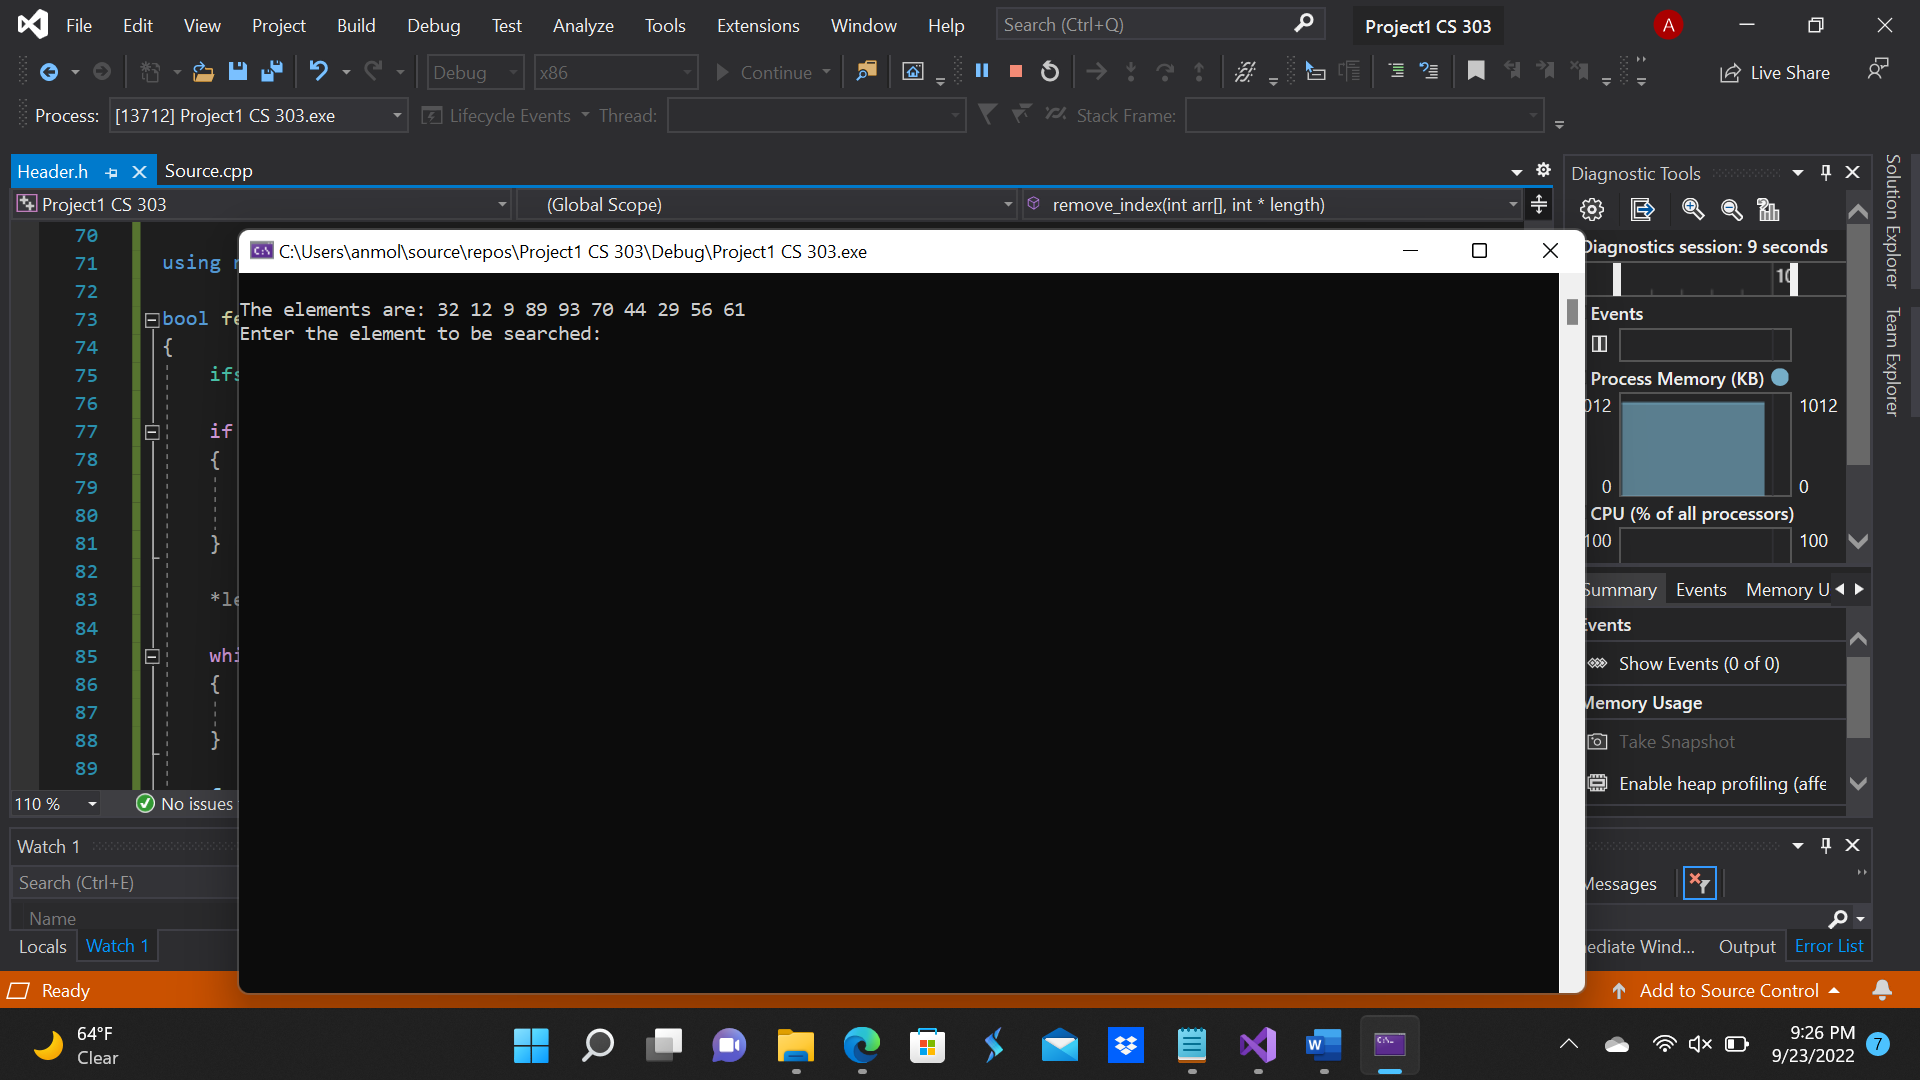 File Edit View Project Build Debug Test Analyze Tools Extensions Window Help Search (Ctrl+Q) Project1 CS 303 A
Debug x86 Continue Live Share
Process: [13712] Project1 CS 303.exe Lifecycle Events Thread: Stack Frame:
Header.h Source.cpp
Project1 CS 303 (Global Scope) remove_index(int arr[], int * length)
70
71 using
72
73 bool
74 {
75
76
77 if
78 {
79
80
81 }
82
83
84
85
86 {
87
88 }
89
110 % No issues
C:\Users\anmol\source\repos\Project1 CS 303\Debug\Project1 CS 303.exe
The elements are: 32 12 9 89 93 70 44 29 56 61
Enter the element to be searched:
Diagnostic Tools
Diagnostics session: 9 seconds
Events
Process Memory (KB)
012 1012
0 0
CPU (% of all processors)
100 100
Summary Events Memory U
Events
Show Events (0 of 0)
Memory Usage
Take Snapshot
Enable heap profiling (affe
Solution Explorer
Team Explorer
Watch 1
Search (Ctrl+E)
Name
Locals Watch 1
Messages
ediate Wind... Output Error List
Ready Add to Source Control
64°F
Clear
9:26 PM
9/23/2022 7